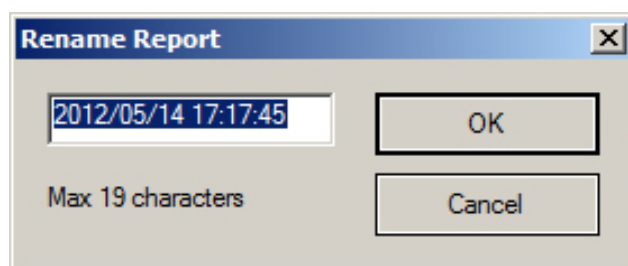 Rename Report
2012/05/14 17:17:45
OK
Max 19 characters
Cancel